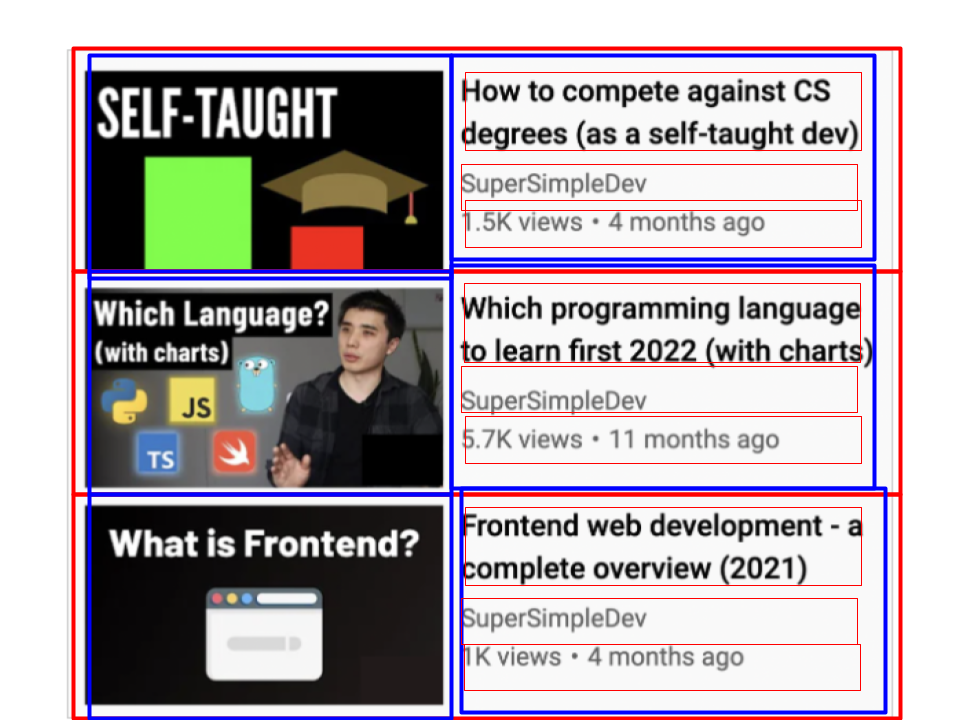 SELF-TAUGHT
How to compete against CS
degrees (as a self-taught dev)
SuperSimpleDev
1.5K views • 4 months ago
Which Language?
(with charts)
JS
TS
Which programming language
to learn first 2022 (with charts)
SuperSimpleDev
5.7K views • 11 months ago
What is Frontend?
Frontend web development - a
complete overview (2021)
SuperSimpleDev
1K views • 4 months ago